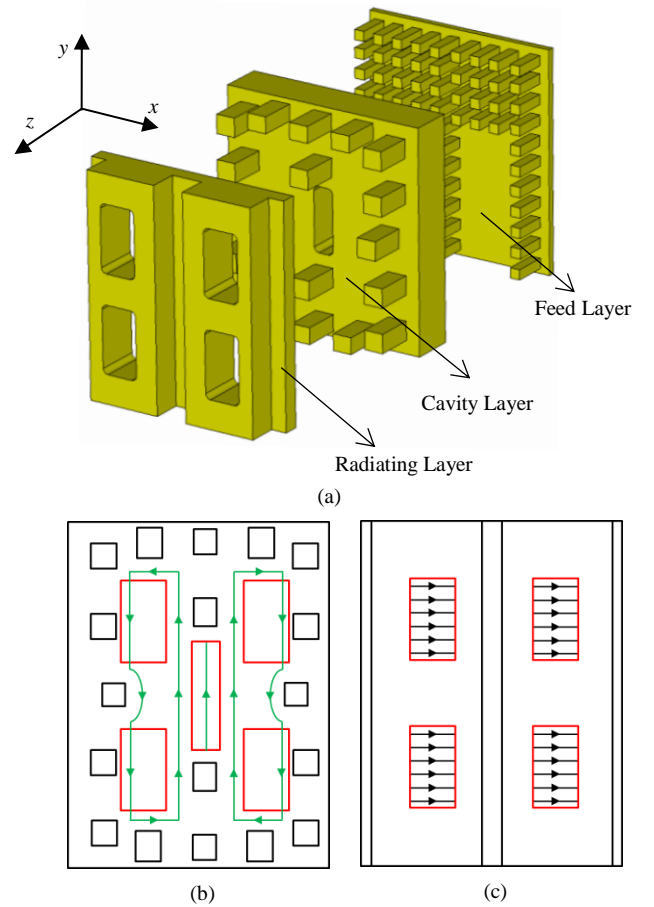 y
x
z
Feed Layer
Cavity Layer
Radiating Layer
(a)
(b)
(c)